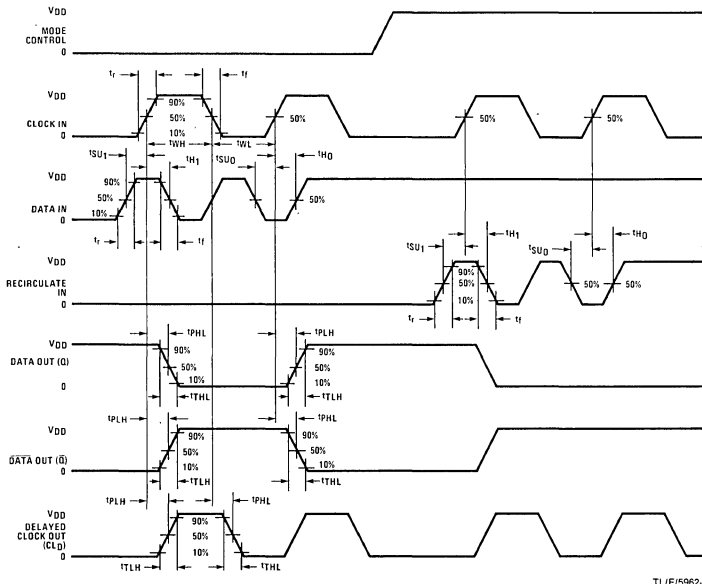 VDD
MODE
CONTROL
0
tr
tf
VDD
90%
CLOCK IN
50%
50%
50%
50%
10%
0
tWH
tWL
tSU1
tH1
tSU0
tH0
VDD
90%
DATA IN
50%
50%
10%
0
tr
tf
tSU1
tH1
tSU0
tH0
VDD
90%
RECIRCULATE
IN
50%
50%
50%
10%
0
tr
tf
tPHL
tPLH
VDD
90%
90%
DATA OUT (Q)
50%
50%
10%
10%
0
tTHL
tTLH
tPLH
tPHL
VDD
90%
90%
DATA OUT (Q̅)
50%
50%
10%
10%
0
tTLH
tTHL
tPLH
tPHL
VDD
DELAYED
CLOCK OUT
(CLD)
90%
50%
10%
0
tTLH
tTHL
TL/F/5962-